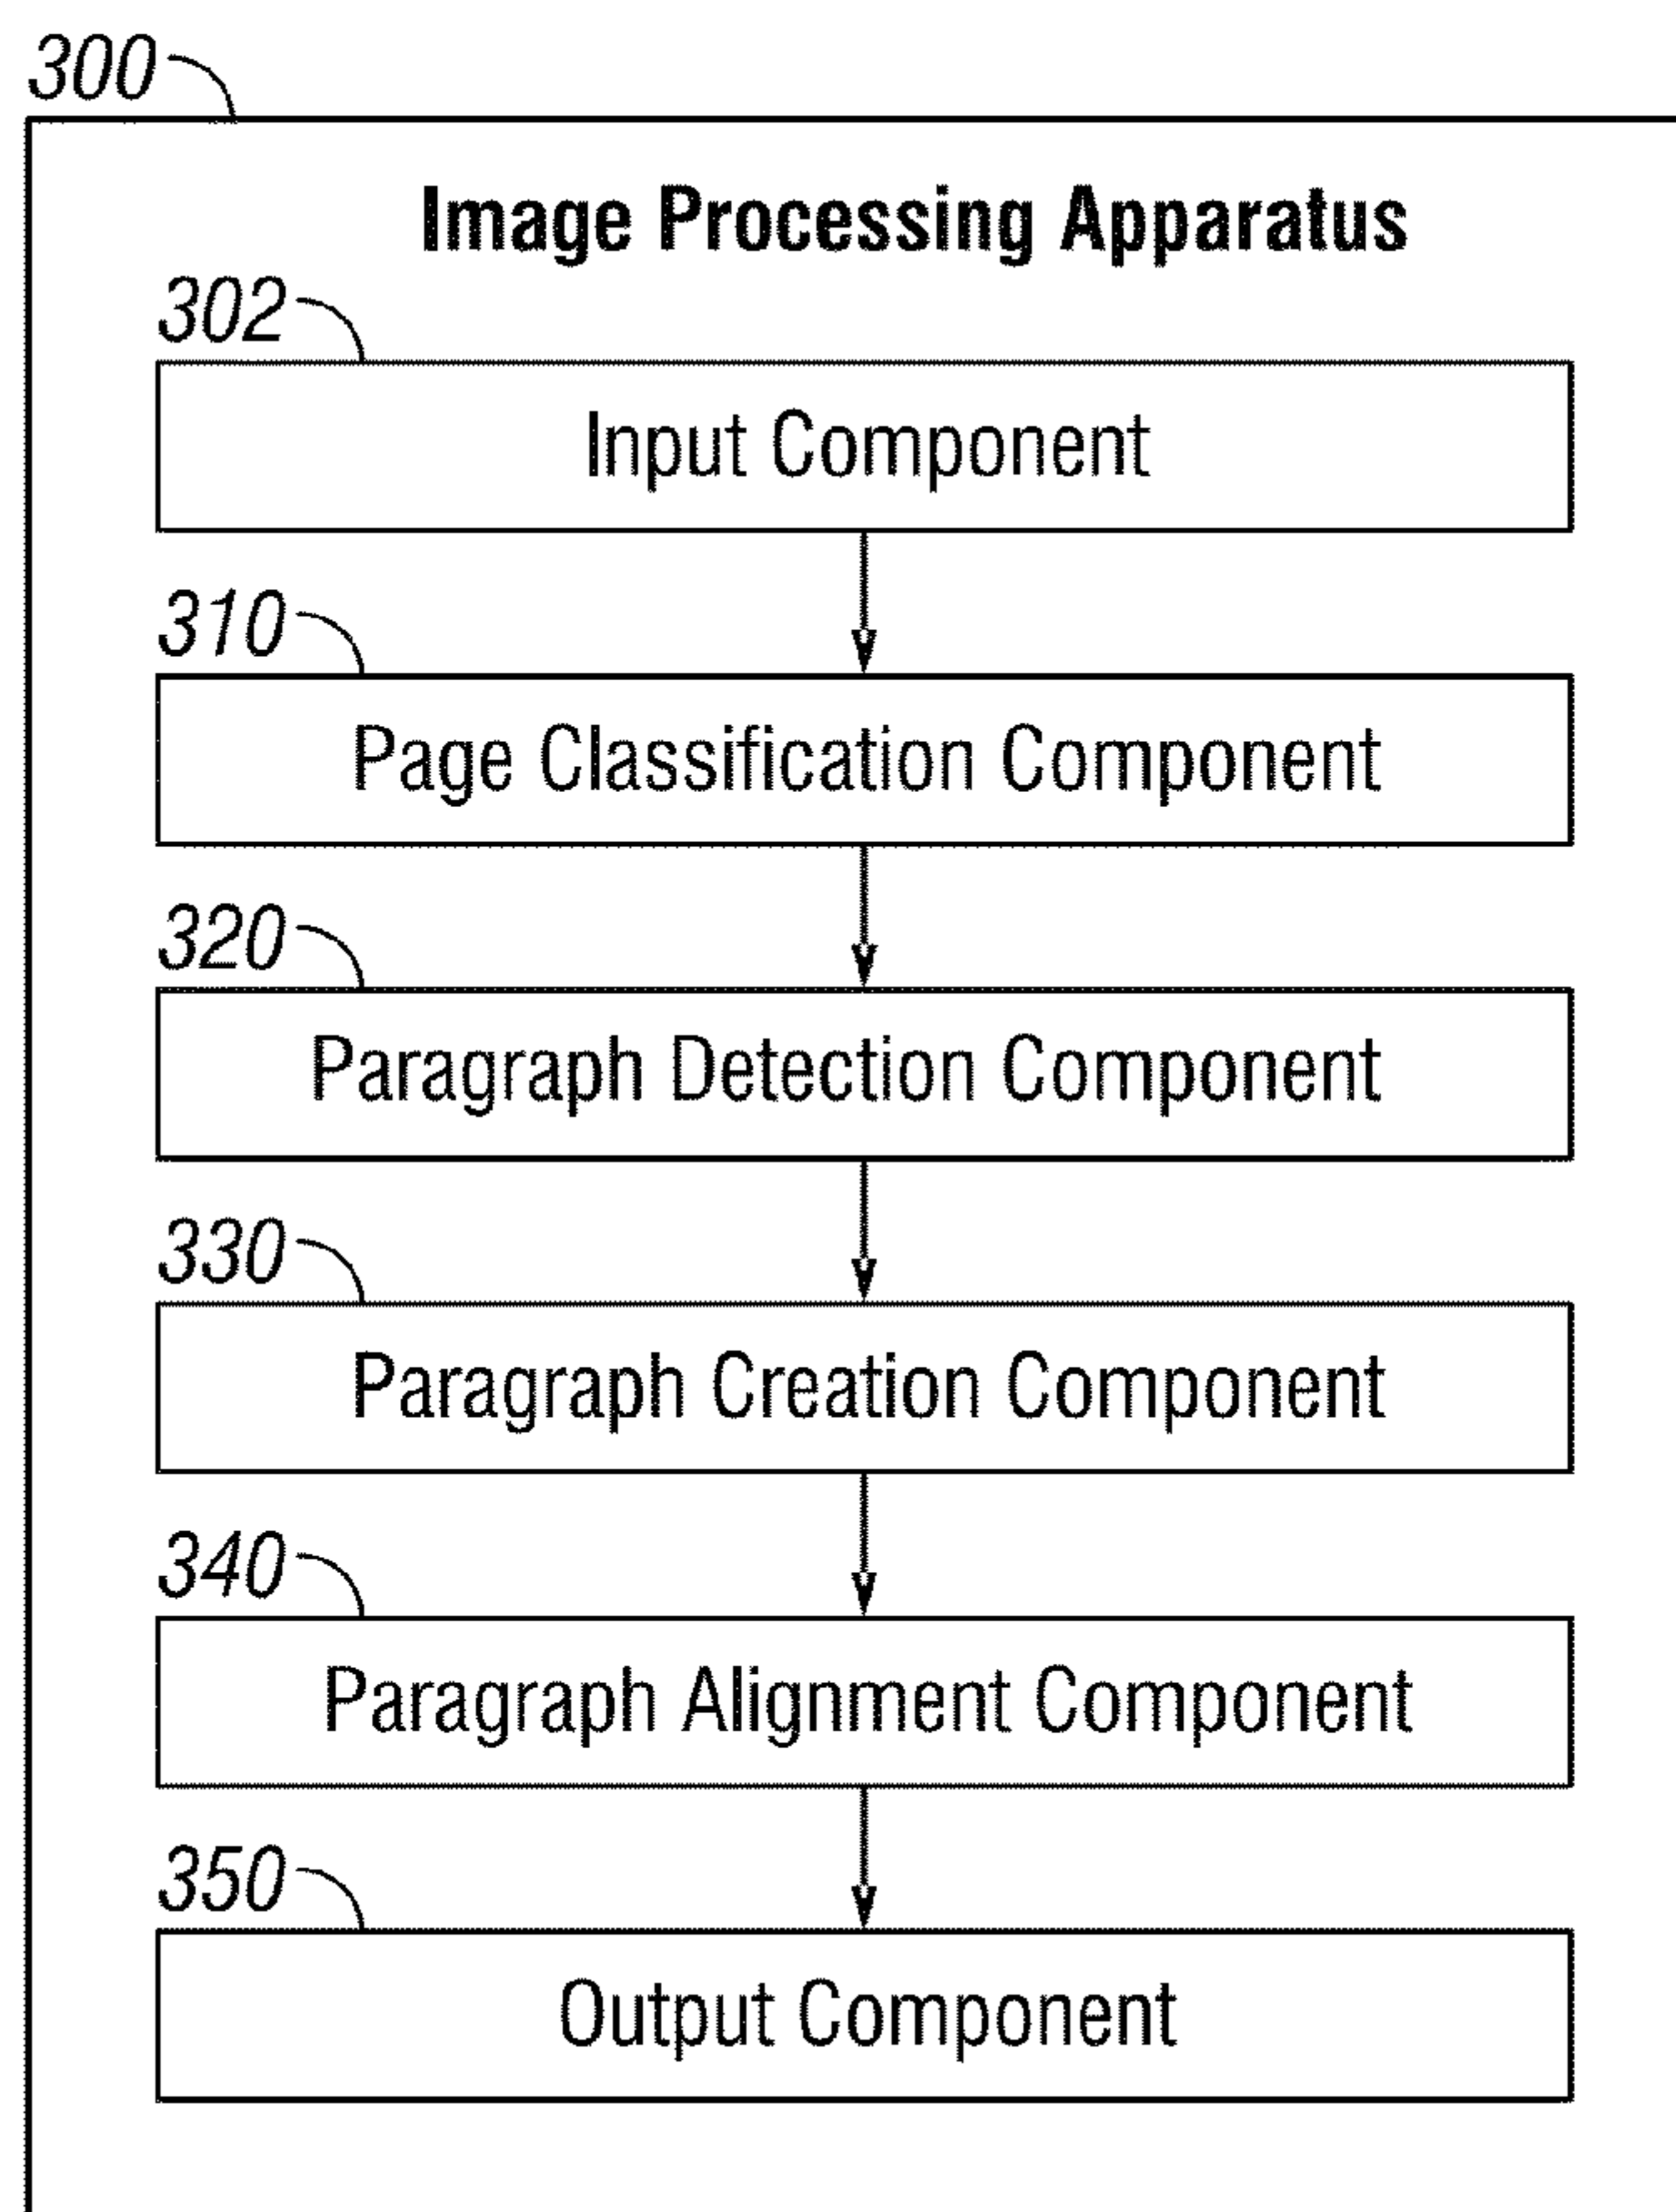 300
Image Processing Apparatus
302
Input Component
310
Page Classification Component
320
Paragraph Detection Component
330
Paragraph Creation Component
340
Paragraph Alignment Component
350
Output Component